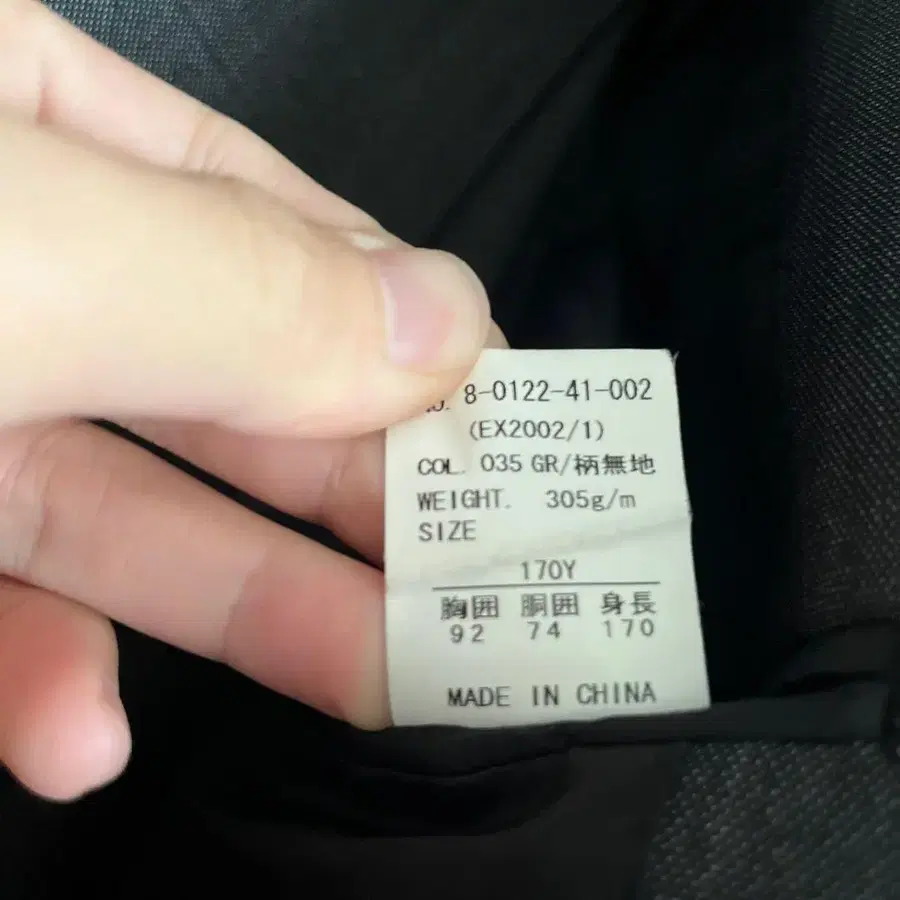 8-0122-41-002
(EX2002/1)
COL. 035 GR/柄無地
WEIGHT. 305g/m
SIZE
170Y
胸囲 胴囲 身長
92 74 170
MADE IN CHINA